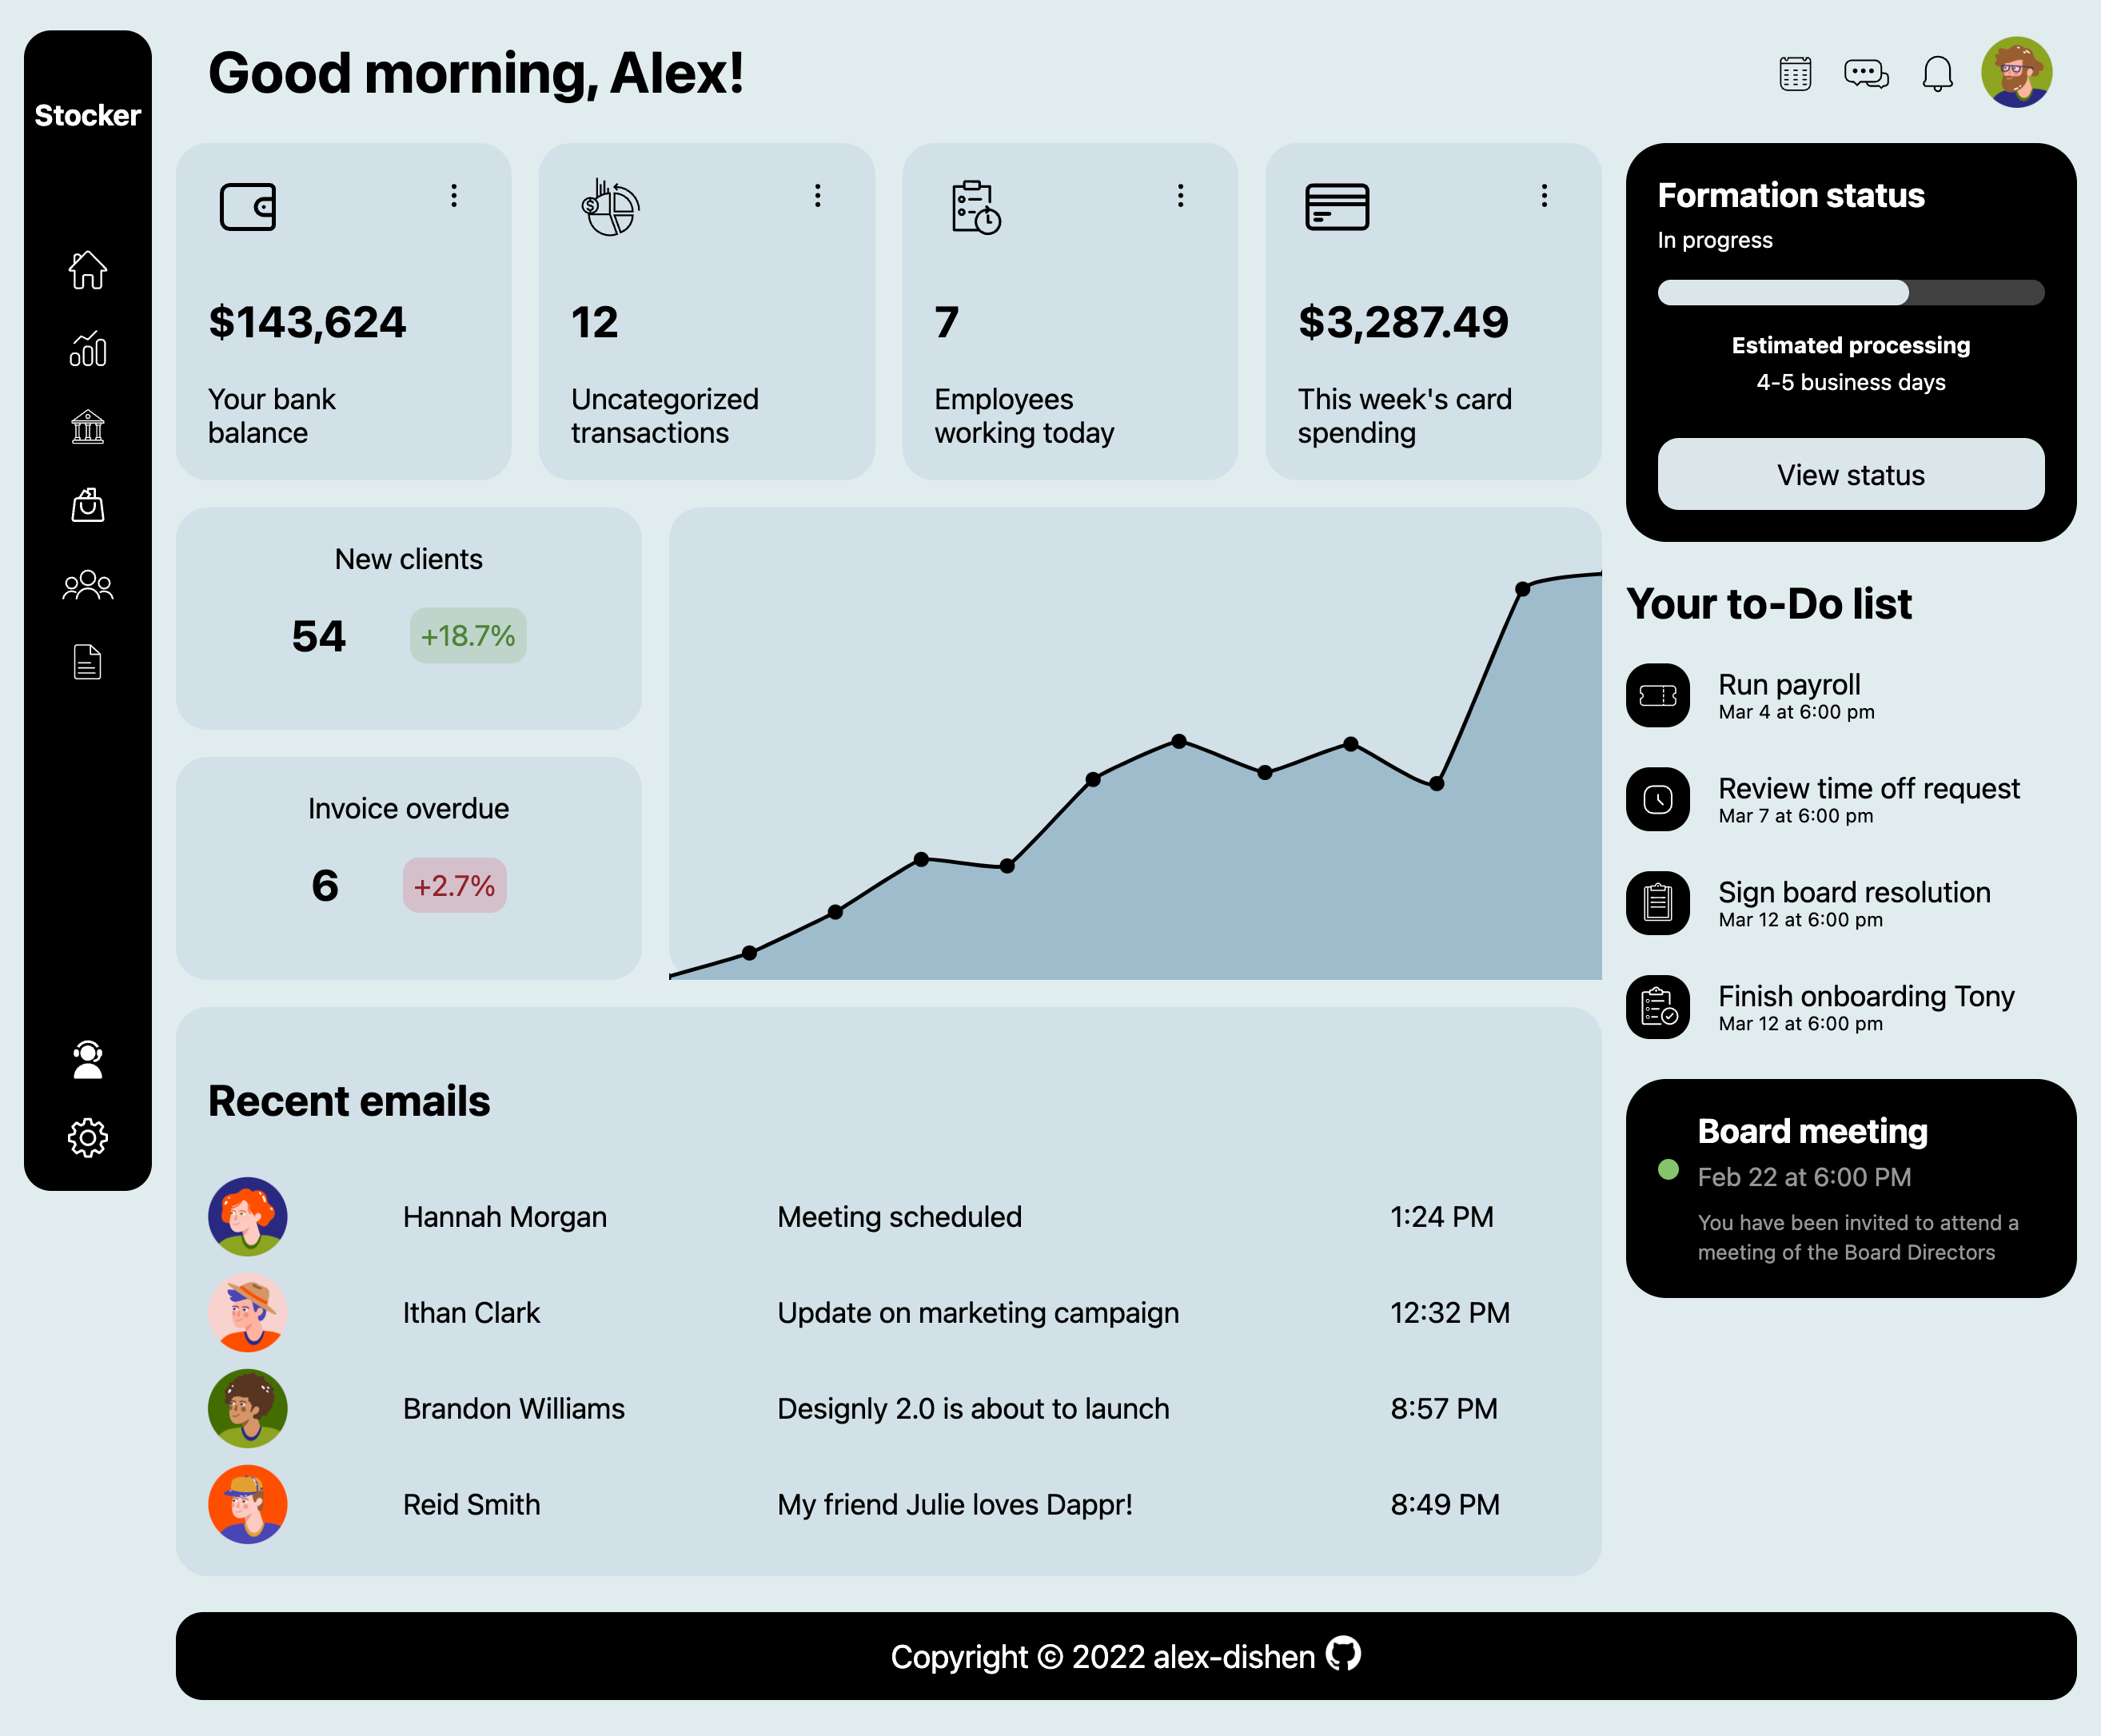 Stocker
Good morning, Alex!
$143,624
Your bank
balance
12
Uncategorized
transactions
7
Employees
working today
$3,287.49
This week's card
spending
Formation status
In progress
Estimated processing
4-5 business days
View status
New clients
54
+18.7%
Invoice overdue
6
+2.7%
Your to-Do list
Run payroll
Mar 4 at 6:00 pm
Review time off request
Mar 7 at 6:00 pm
Sign board resolution
Mar 12 at 6:00 pm
Finish onboarding Tony
Mar 12 at 6:00 pm
Board meeting
Feb 22 at 6:00 PM
You have been invited to attend a
meeting of the Board Directors
Recent emails
Hannah Morgan Meeting scheduled 1:24 PM
Ithan Clark Update on marketing campaign 12:32 PM
Brandon Williams Designly 2.0 is about to launch 8:57 PM
Reid Smith My friend Julie loves Dappr! 8:49 PM
Copyright © 2022 alex-dishen